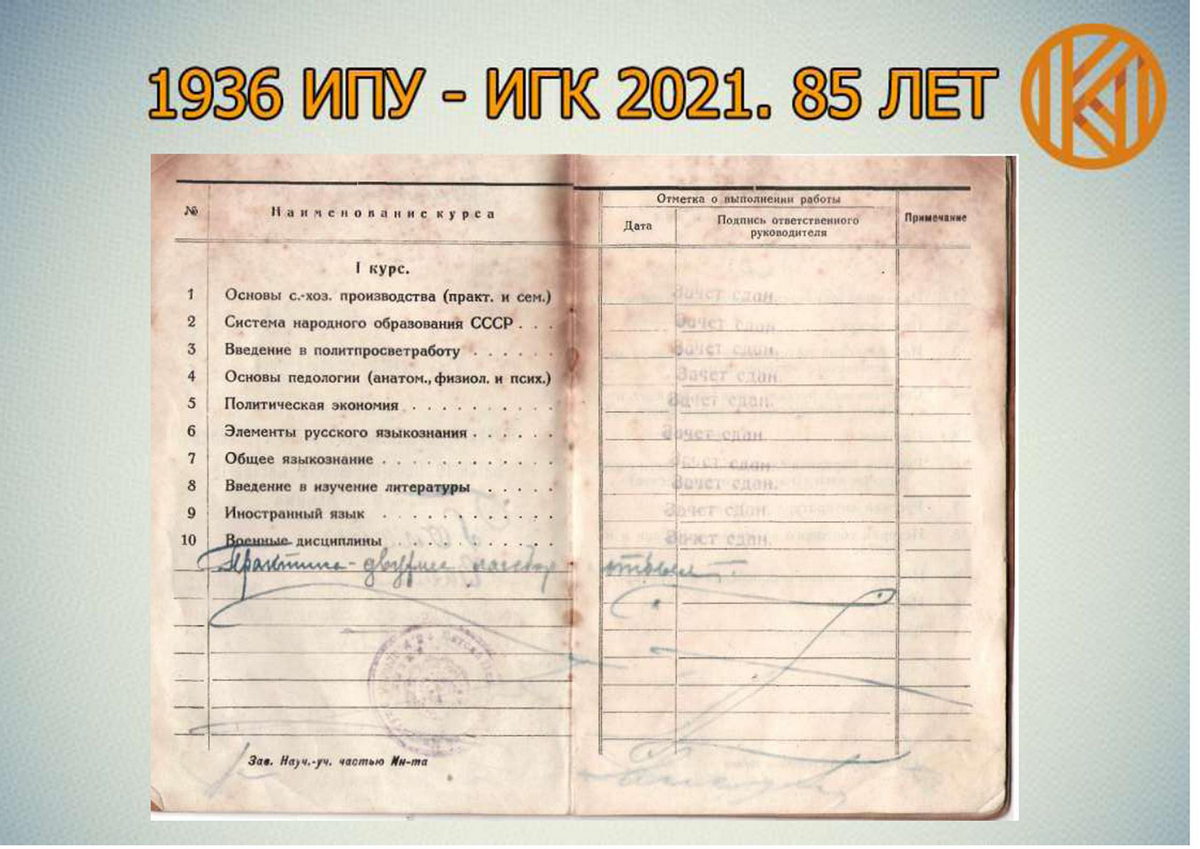 1936 ИПУ - ИГК 2021. 85 ЛЕТ
№ Наименование курса
Отметка о выполнении работы
Дата Подпись ответственного руководителя Примечание
I курс.
1 Основы с.-хоз. производства (практ. и сем.) Зачет сдан.
2 Система народного образования СССР . . . Зачет сдан
3 Введение в политпросветработу . . . . . . Зачет сдан.
4 Основы педологии (анатом., физиол. и псих.) Зачет сдан
5 Политическая экономия . . . . . . . . . . Зачет сдан.
6 Элементы русского языкознания . . . . . . Зачет сдан.
7 Общее языкознание . . . . . . . . . . . . Зачет сдан
8 Введение в изучение литературы . . . . . Зачет сдан.
9 Иностранный язык . . . . . . . . . . . . Зачет сдан.
10 Военные дисциплины . . . . . . . . . . . Зачет сдан.
Практика -
Зав. Науч.-уч. частью Ин-та